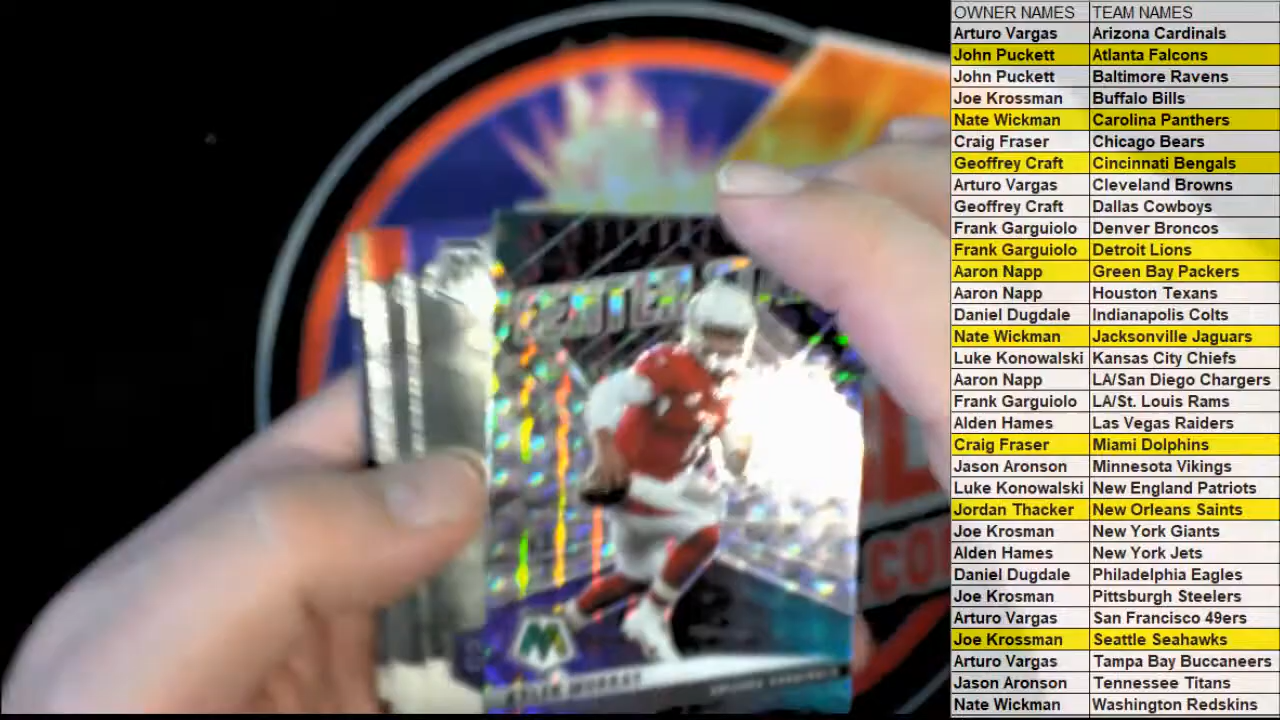 OWNER NAMES TEAM NAMES
Arturo Vargas Arizona Cardinals
John Puckett Atlanta Falcons
John Puckett Baltimore Ravens
Joe Krossman Buffalo Bills
Nate Wickman Carolina Panthers
Craig Fraser Chicago Bears
Geoffrey Craft Cincinnati Bengals
Arturo Vargas Cleveland Browns
Geoffrey Craft Dallas Cowboys
Frank Garguiolo Denver Broncos
Frank Garguiolo Detroit Lions
Aaron Napp Green Bay Packers
Aaron Napp Houston Texans
Daniel Dugdale Indianapolis Colts
Nate Wickman Jacksonville Jaguars
Luke Konowalski Kansas City Chiefs
Aaron Napp LA/San Diego Chargers
Frank Garguiolo LA/St. Louis Rams
Alden Hames Las Vegas Raiders
Craig Fraser Miami Dolphins
Jason Aronson Minnesota Vikings
Luke Konowalski New England Patriots
Jordan Thacker New Orleans Saints
Joe Krosman New York Giants
Alden Hames New York Jets
Daniel Dugdale Philadelphia Eagles
Joe Krosman Pittsburgh Steelers
Arturo Vargas San Francisco 49ers
Joe Krossman Seattle Seahawks
Arturo Vargas Tampa Bay Buccaneers
Jason Aronson Tennessee Titans
Nate Wickman Washington Redskins
CENTER
KYLER MURRAY ARIZONA CARDINALS